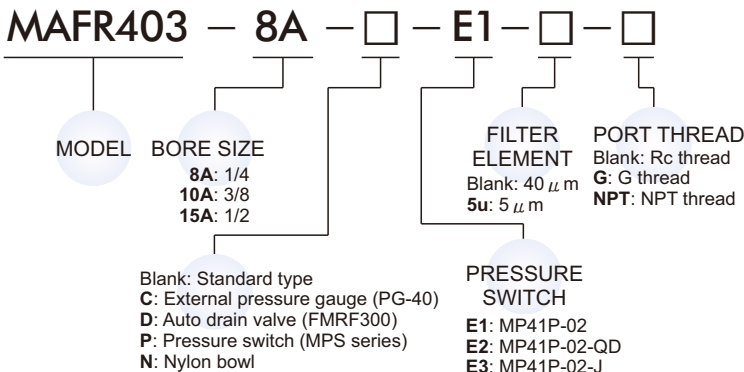 MAFR403 – 8A – □ – E1 – □ – □
MODEL
BORE SIZE
8A: 1/4
10A: 3/8
15A: 1/2
Blank: Standard type
C: External pressure gauge (PG-40)
D: Auto drain valve (FMRF300)
P: Pressure switch (MPS series)
N: Nylon bowl
PRESSURE
SWITCH
E1: MP41P-02
E2: MP41P-02-QD
E3: MP41P-02-J
FILTER
ELEMENT
Blank: 40 μm
5u: 5 μm
PORT THREAD
Blank: Rc thread
G: G thread
NPT: NPT thread